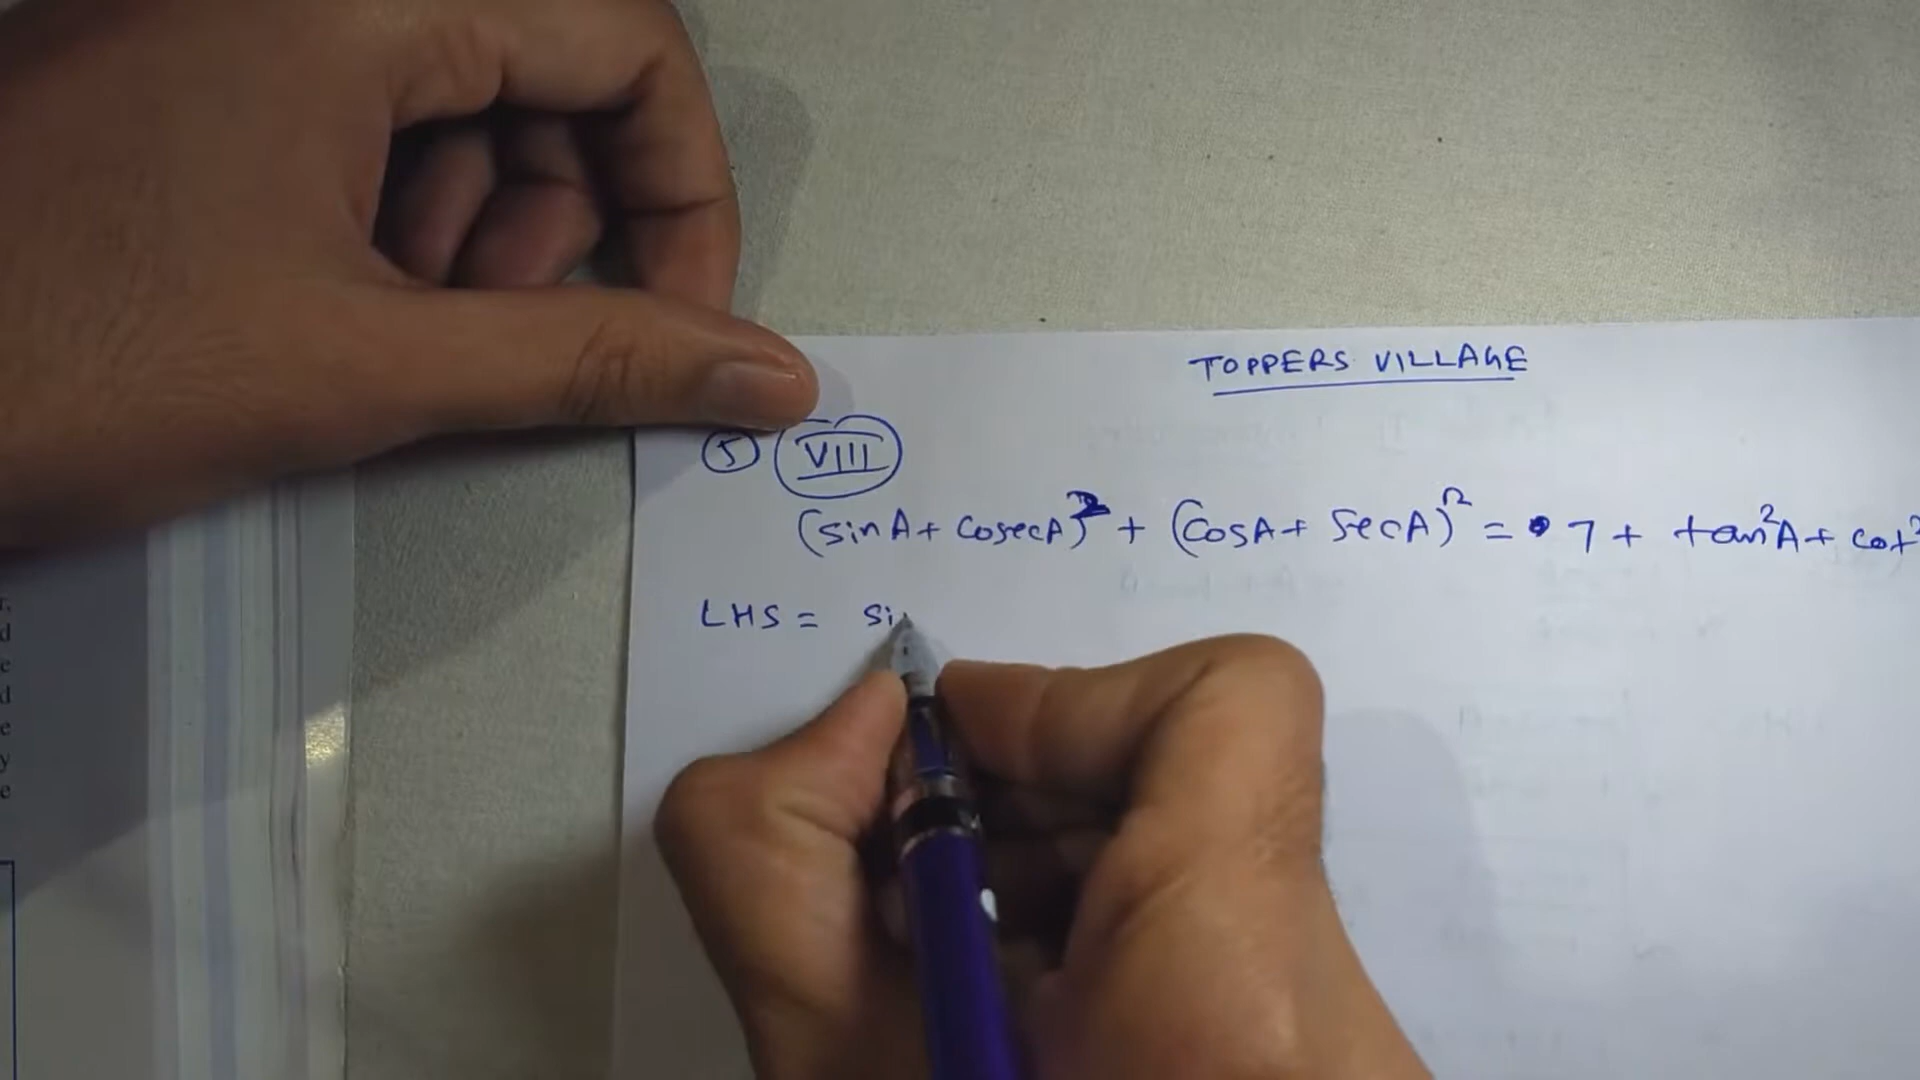 TOPPERS VILLAGE
5 VIII
(sinA + cosecA)² + (cosA + secA)² = 7 + tan²A + cot²
LHS = si
r,
d
e
d
e
y
e